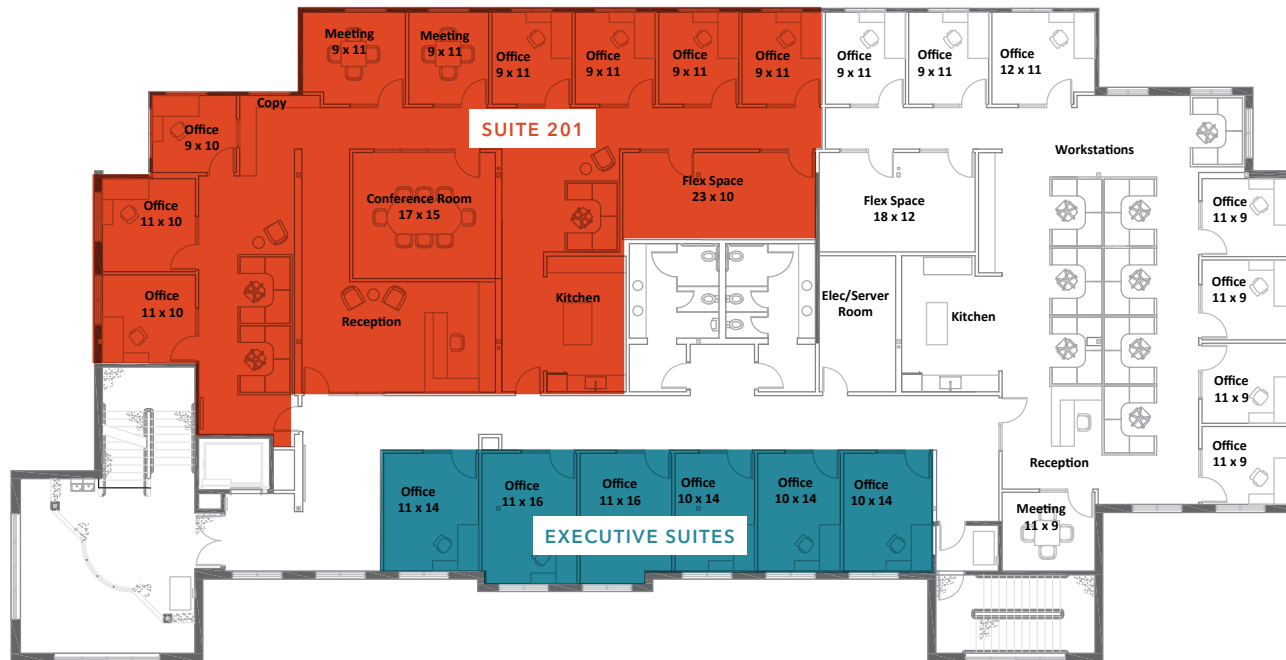 Meeting
9 x 11
Meeting
9 x 11
Office
9 x 11
Office
9 x 11
Office
9 x 11
Office
9 x 11
Office
9 x 11
Office
9 x 11
Office
12 x 11
Copy
SUITE 201
Office
9 x 10
Workstations
Conference Room
17 x 15
Flex Space
23 x 10
Flex Space
18 x 12
Office
11 x 10
Office
11 x 9
Office
11 x 10
Reception
Kitchen
Elec/Server
Room
Kitchen
Office
11 x 9
Office
11 x 9
Office
11 x 9
Reception
Office
11 x 14
Office
11 x 16
Office
11 x 16
Office
10 x 14
Office
10 x 14
Office
10 x 14
EXECUTIVE SUITES
Meeting
11 x 9